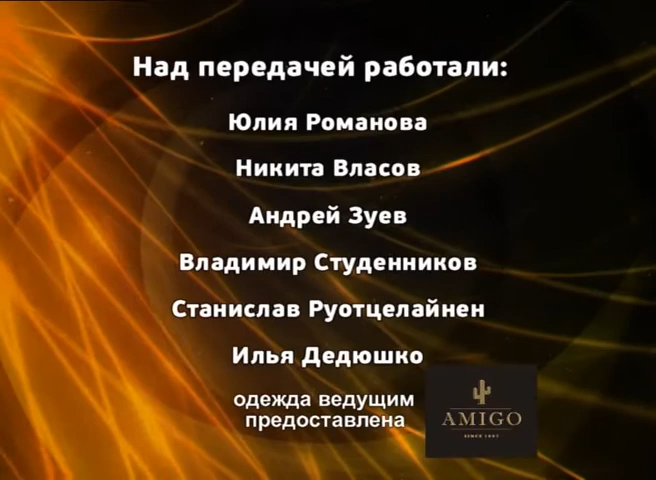 Над передачей работали:
Юлия Романова
Никита Власов
Андрей Зуев
Владимир Студенников
Станислав Руотцелайнен
Илья Дедюшко
одежда ведущим
предоставлена
AMIGO